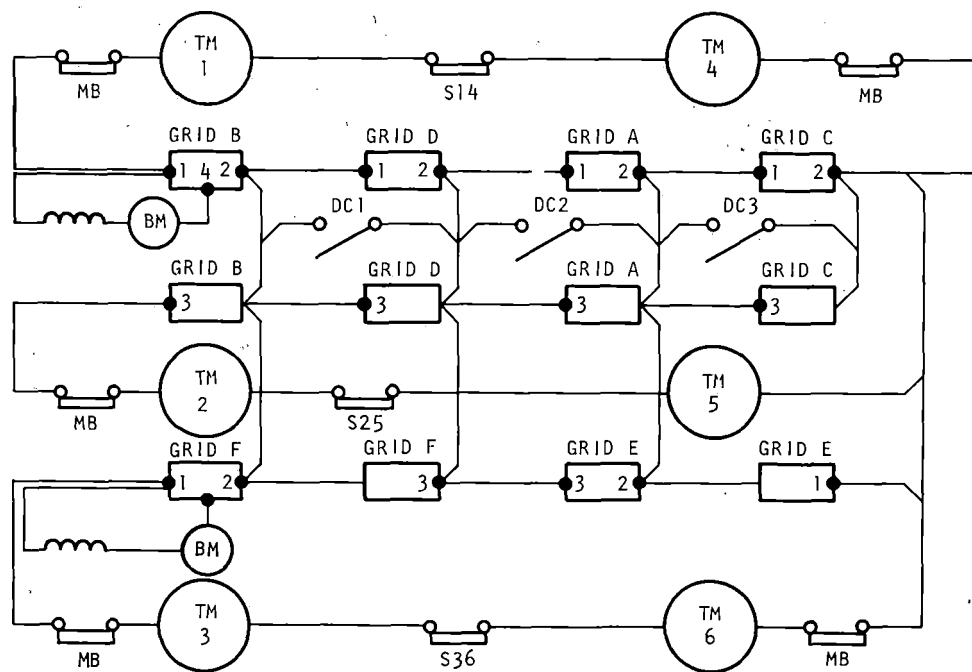 TM 1
TM 4
MB
S14
MB
GRID B
GRID D
GRID A
GRID C
1 4 2
1 2
1 2
1 2
BM
DC1
DC2
DC3
GRID B
GRID D
GRID A
GRID C
3
3
3
3
TM 2
TM 5
MB
S25
GRID F
GRID F
GRID E
GRID E
1 2
3
3 2
1
BM
TM 3
TM 6
MB
S36
MB